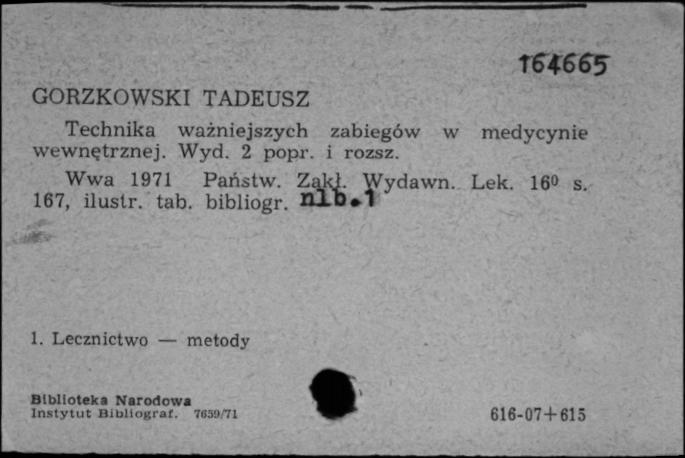 164665
GORZKOWSKI TADEUSZ
Technika ważniejszych zabiegów w medycynie
wewnętrznej. Wyd. 2 popr. i rozsz.
Wwa 1971 Państw. Zakł. Wydawn. Lek. 16⁰ s.
167, ilustr. tab. bibliogr. nlb.1
1. Lecznictwo — metody
Biblioteka Narodowa
Instytut Bibliograf. 7659/71
616-07+615